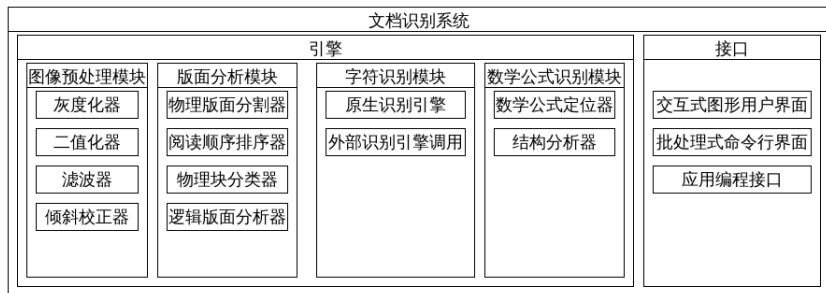 文档识别系统
引擎
图像预处理模块
灰度化器
二值化器
滤波器
倾斜校正器
版面分析模块
物理版面分割器
阅读顺序排序器
物理块分类器
逻辑版面分析器
字符识别模块
原生识别引擎
外部识别引擎调用
数学公式识别模块
数学公式定位器
结构分析器
接口
交互式图形用户界面
批处理式命令行界面
应用编程接口